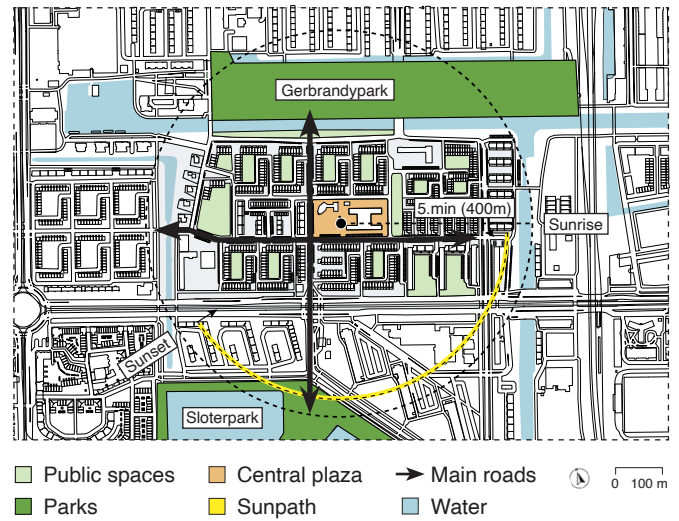 Gerbrandypark
5.min (400m)
Sunrise
Sunset
Sloterpark
Public spaces
Central plaza
Main roads
0 100 m
Parks
Sunpath
Water